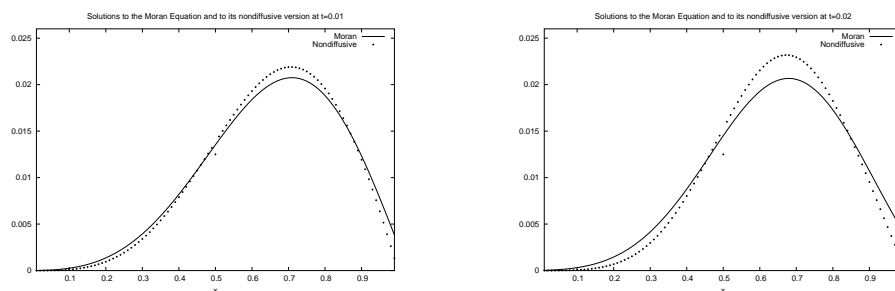 Solutions to the Moran Equation and to its nondiffusive version at t=0.01
0.025
0.02
0.015
0.01
0.005
0
0.1 0.2 0.3 0.4 0.5 0.6 0.7 0.8 0.9
x
Moran
Nondiffusive
Solutions to the Moran Equation and to its nondiffusive version at t=0.02
0.025
0.02
0.015
0.01
0.005
0
0.1 0.2 0.3 0.4 0.5 0.6 0.7 0.8 0.9
x
Moran
Nondiffusive